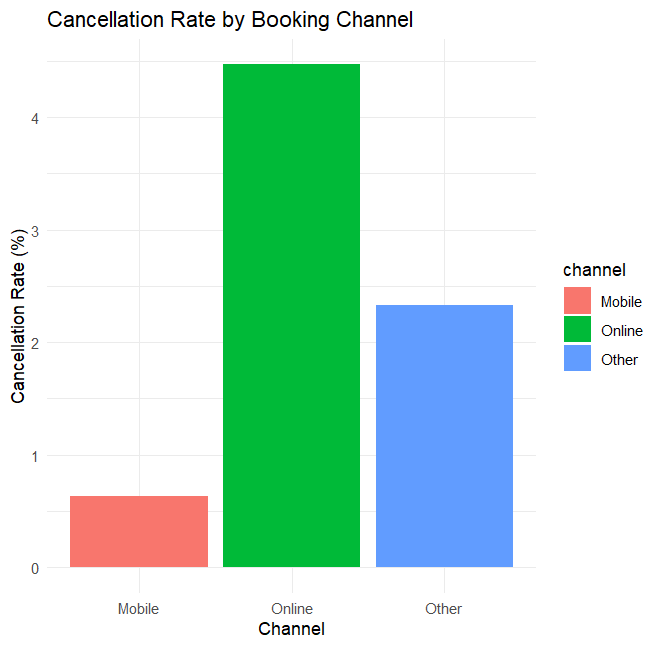 Cancellation Rate by Booking Channel
Cancellation Rate (%)
4
3
2
1
0
Mobile
Online
Other
Channel
channel
Mobile
Online
Other